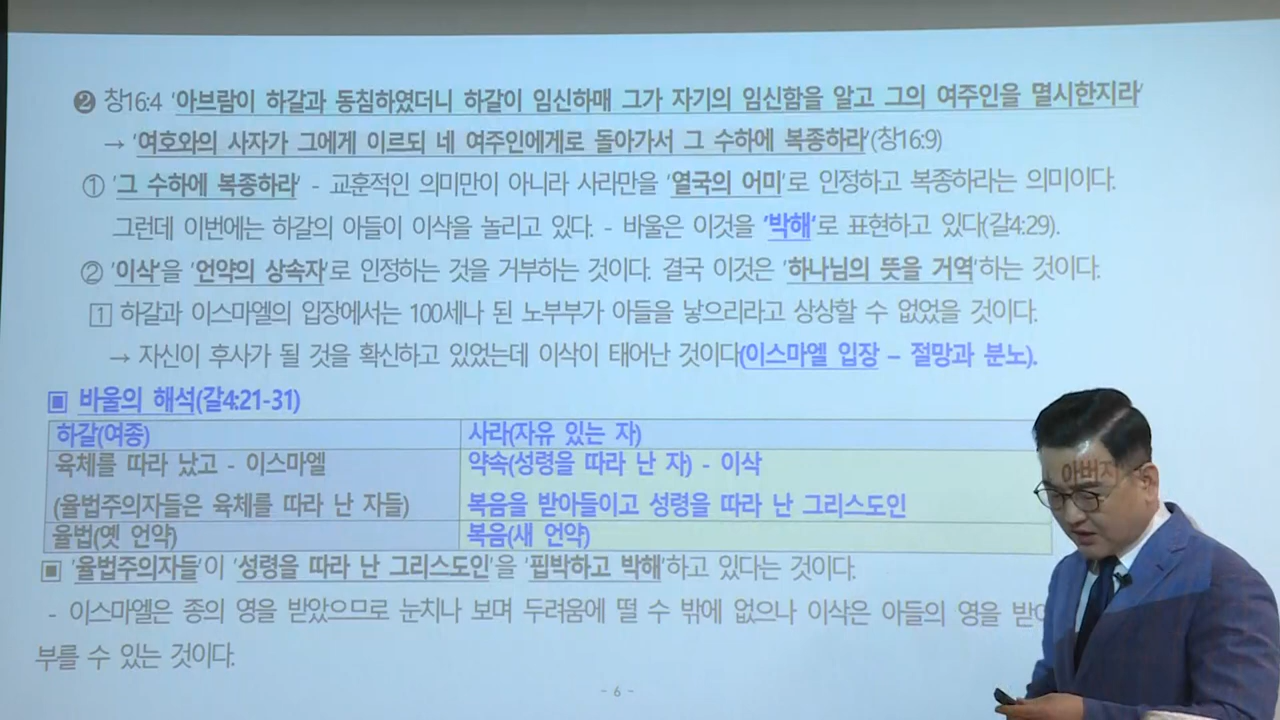 ❷ 창16:4 '아브람이 하갈과 동침하였더니 하갈이 임신하매 그가 자기의 임신함을 알고 그의 여주인을 멸시한지라'
→ '여호와의 사자가 그에게 이르되 네 여주인에게로 돌아가서 그 수하에 복종하라'(창16:9)
① '그 수하에 복종하라' - 교훈적인 의미만이 아니라 사라만을 '열국의 어미'로 인정하고 복종하라는 의미이다.
그런데 이번에는 하갈의 아들이 이삭을 놀리고 있다. - 바울은 이것을 '박해'로 표현하고 있다(갈4:29).
② '이삭'을 '언약의 상속자'로 인정하는 것을 거부하는 것이다. 결국 이것은 '하나님의 뜻을 거역'하는 것이다.
1 하갈과 이스마엘의 입장에서는 100세나 된 노부부가 아들을 낳으리라고 상상할 수 없었을 것이다.
→ 자신이 후사가 될 것을 확신하고 있었는데 이삭이 태어난 것이다(이스마엘 입장 – 절망과 분노).
▣ 바울의 해석(갈4:21-31)
하갈(여종) 사라(자유 있는 자)
육체를 따라 났고 - 이스마엘 약속(성령을 따라 난 자) - 이삭
(율법주의자들은 육체를 따라 난 자들) 복음을 받아들이고 성령을 따라 난 그리스도인
율법(옛 언약) 복음(새 언약)
▣ '율법주의자들'이 '성령을 따라 난 그리스도인'을 '핍박하고 박해'하고 있다는 것이다.
- 이스마엘은 종의 영을 받았으므로 눈치나 보며 두려움에 떨 수 밖에 없으나 이삭은 아들의 영을 받 아버지
부를 수 있는 것이다.
- 6 -